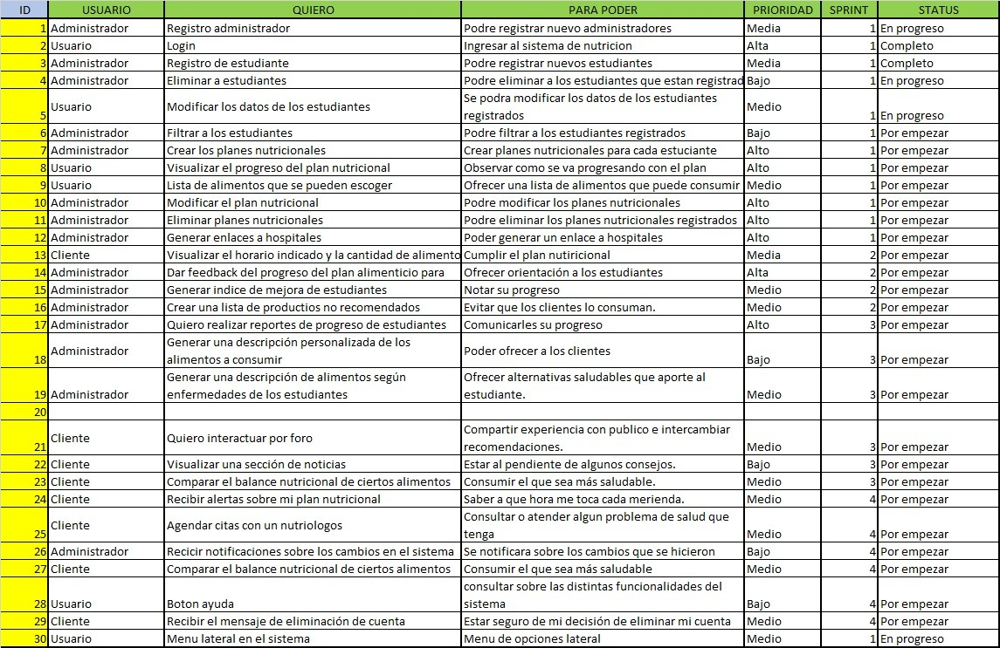 ID USUARIO QUIERO PARA PODER PRIORIDAD SPRINT STATUS
1 Administrador Registro administrador Podre registrar nuevo administradores Media 1 En progreso
2 Usuario Login Ingresar al sistema de nutricion Alta 1 Completo
3 Administrador Registro de estudiante Podre registrar nuevos estudiantes Media 1 Completo
4 Administrador Eliminar a estudiantes Podre eliminar a los estudiantes que estan registrad Bajo 1 En progreso
5 Usuario Modificar los datos de los estudiantes Se podra modificar los datos de los estudiantes
registrados Medio 1 En progreso
6 Administrador Filtrar a los estudiantes Podre filtrar a los estudiantes registrados Bajo 1 Por empezar
7 Administrador Crear los planes nutricionales Crear planes nutricionales para cada estuciante Alto 1 Por empezar
8 Usuario Visualizar el progreso del plan nutricional Observar como se va progresando con el plan Alto 1 Por empezar
9 Usuario Lista de alimentos que se pueden escoger Ofrecer una lista de alimentos que puede consumir Medio 1 Por empezar
10 Administrador Modificar el plan nutricional Podre modificar los planes nutricionales Alto 1 Por empezar
11 Administrador Eliminar planes nutricionales Podre eliminar los planes nutricionales registrados Alto 1 Por empezar
12 Administrador Generar enlaces a hospitales Poder generar un enlace a hospitales Alto 1 Por empezar
13 Cliente Visualizar el horario indicado y la cantidad de alimento Cumplir el plan nutiricional Media 2 Por empezar
14 Administrador Dar feedback del progreso del plan alimenticio para Ofrecer orientación a los estudiantes Alta 2 Por empezar
15 Administrador Generar indice de mejora de estudiantes Notar su progreso Medio 2 Por empezar
16 Administrador Crear una lista de productios no recomendados Evitar que los clientes lo consuman. Medio 2 Por empezar
17 Administrador Quiero realizar reportes de progreso de estudiantes Comunicarles su progreso Alto 3 Por empezar
18 Administrador Generar una descripción personalizada de los
alimentos a consumir Poder ofrecer a los clientes Bajo 3 Por empezar
19 Administrador Generar una descripción de alimentos según
enfermedades de los estudiantes Ofrecer alternativas saludables que aporte al
estudiante. Medio 3 Por empezar
20
21 Cliente Quiero interactuar por foro Compartir experiencia con publico e intercambiar
recomendaciones. Medio 3 Por empezar
22 Cliente Visualizar una sección de noticias Estar al pendiente de algunos consejos. Bajo 3 Por empezar
23 Cliente Comparar el balance nutricional de ciertos alimentos Consumir el que sea más saludable. Medio 3 Por empezar
24 Cliente Recibir alertas sobre mi plan nutricional Saber a que hora me toca cada merienda. Medio 4 Por empezar
25 Cliente Agendar citas con un nutriologos Consultar o atender algun problema de salud que
tenga Medio 4 Por empezar
26 Administrador Recicir notificaciones sobre los cambios en el sistema Se notificara sobre los cambios que se hicieron Bajo 4 Por empezar
27 Cliente Comparar el balance nutricional de ciertos alimentos Consumir el que sea más saludable Medio 4 Por empezar
28 Usuario Boton ayuda consultar sobre las distintas funcionalidades del
sistema Bajo 4 Por empezar
29 Cliente Recibir el mensaje de eliminación de cuenta Estar seguro de mi decisión de eliminar mi cuenta Medio 4 Por empezar
30 Usuario Menu lateral en el sistema Menu de opciones lateral Medio 1 En progreso